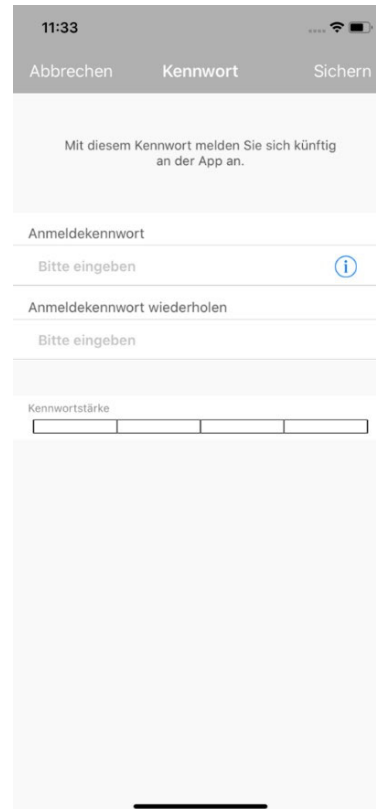 11:33
Abbrechen Kennwort Sichern
Mit diesem Kennwort melden Sie sich künftig
an der App an.
Anmeldekennwort
Bitte eingeben
Anmeldekennwort wiederholen
Bitte eingeben
Kennwortstärke